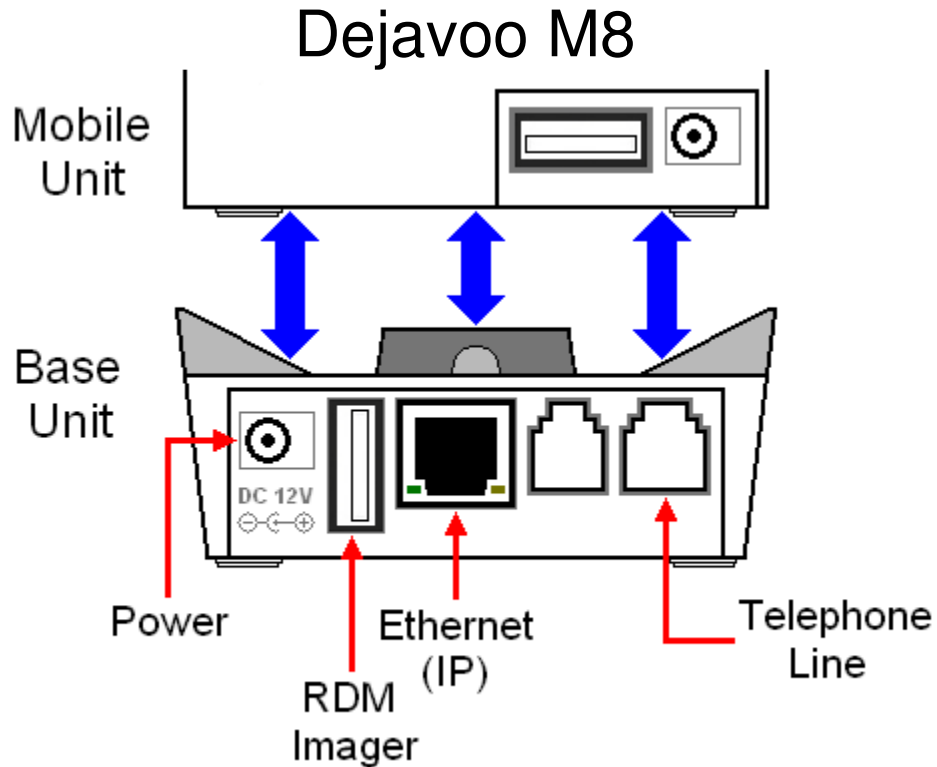 Dejavoo M8
Mobile
Unit
Base
Unit
DC 12V
Power
Ethernet
(IP)
Telephone
Line
RDM
Imager